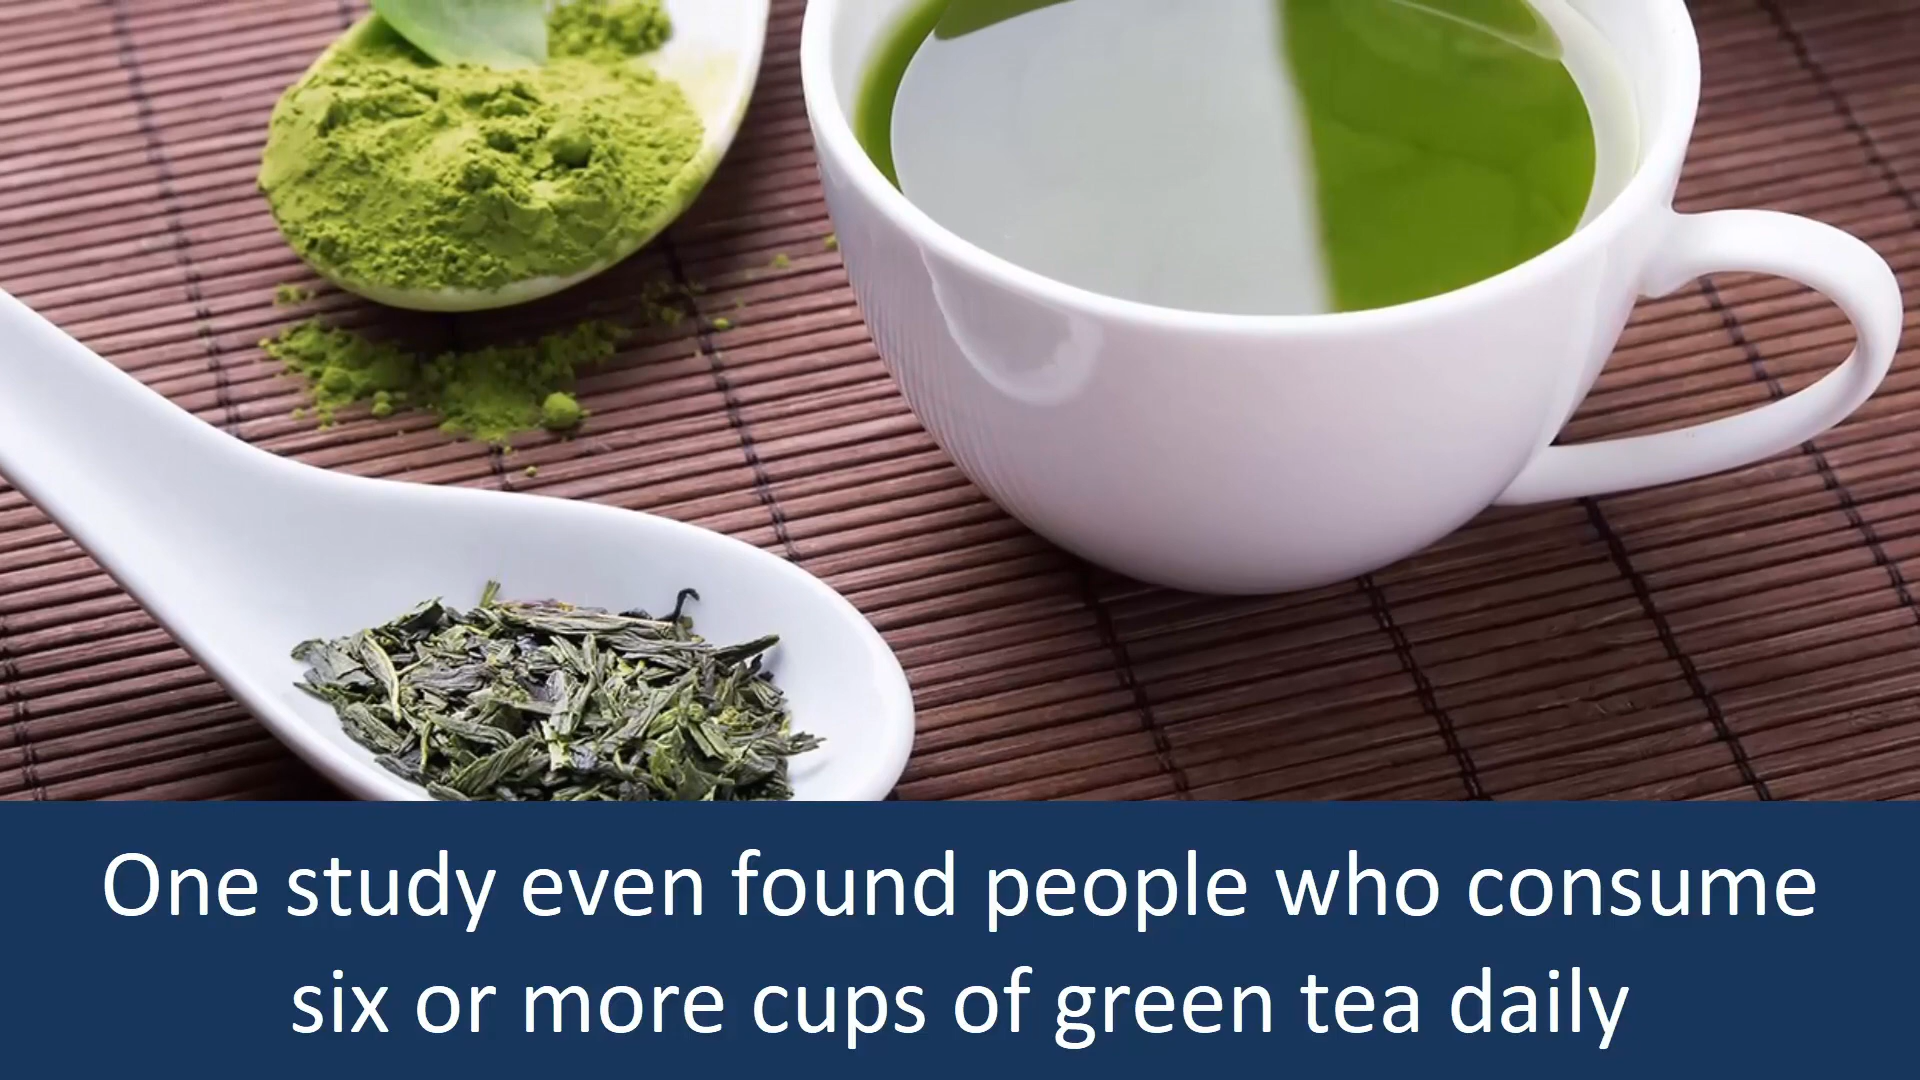 One study even found people who consume
six or more cups of green tea daily